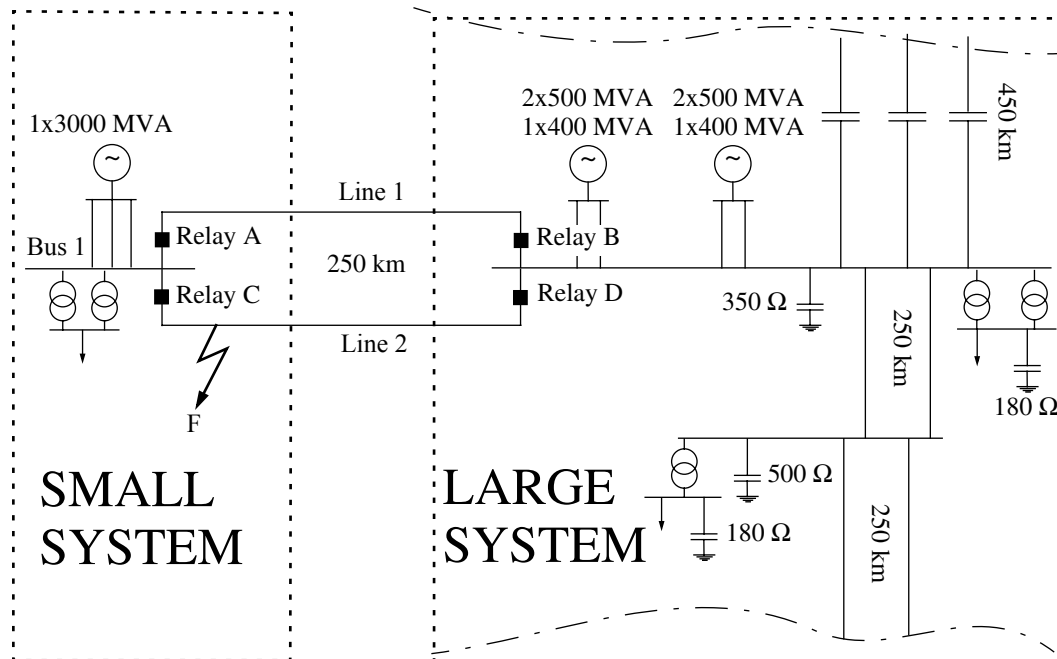 1x3000 MVA
~
Bus 1
Relay A
Relay C
Line 1
250 km
Line 2
F
SMALL
SYSTEM
2x500 MVA
1x400 MVA
~
2x500 MVA
1x400 MVA
~
450 km
Relay B
Relay D
350 Ω
250 km
180 Ω
500 Ω
180 Ω
250 km
LARGE
SYSTEM